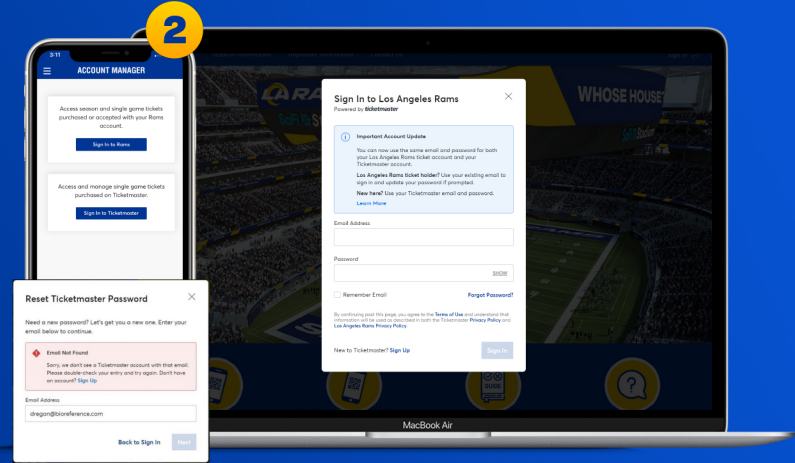 2
3:11
ACCOUNT MANAGER
Access season and single game tickets
purchased or accepted with your Rams
account.
Sign In to Rams
Access and manage single game tickets
purchased on Ticketmaster.
Sign In to Ticketmaster
Reset Ticketmaster Password
Need a new password? Let's get you a new one. Enter your
email below to continue.
Email Not Found
Sorry, we don't see a Ticketmaster account with that email.
Please double-check your entry and try again. Don't have
an account? Sign Up
Email Address
dregan@bioreference.com
Back to Sign In
Next
WHOSE HOUSE?
SoFi Stadium
Sign In to Los Angeles Rams
Powered by ticketmaster
Important Account Update
You can now use the same email and password for both
your Los Angeles Rams ticket account and your
Ticketmaster account.
Los Angeles Rams ticket holder? Use your existing email to
sign in and update your password if prompted.
New here? Use your Ticketmaster email and password.
Learn More
Email Address
Password
SHOW
Remember Email
Forgot Password?
By continuing past this page, you agree to the Terms of Use and understand that
information will be used as described in both the Ticketmaster Privacy Policy and
Los Angeles Rams Privacy Policy
New to Ticketmaster? Sign Up
Sign In
GUIDE
?
MacBook Air